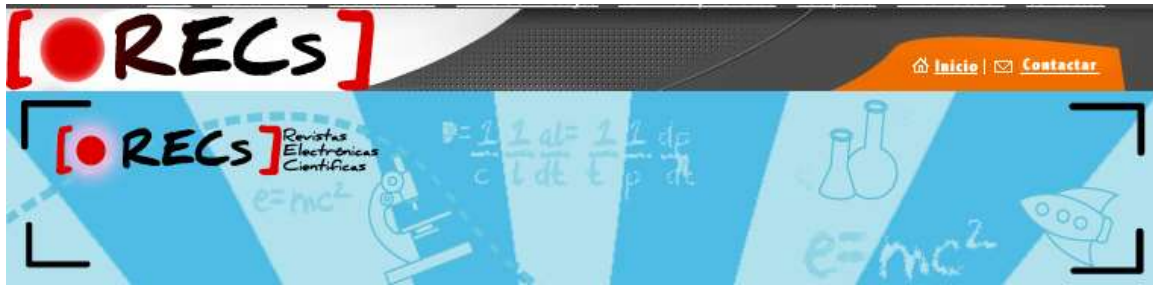 [ RECs ]
Inicio | Contactar
[ RECs ] Revistas
Electrónicas
Científicas
e=mc²
e=mc²